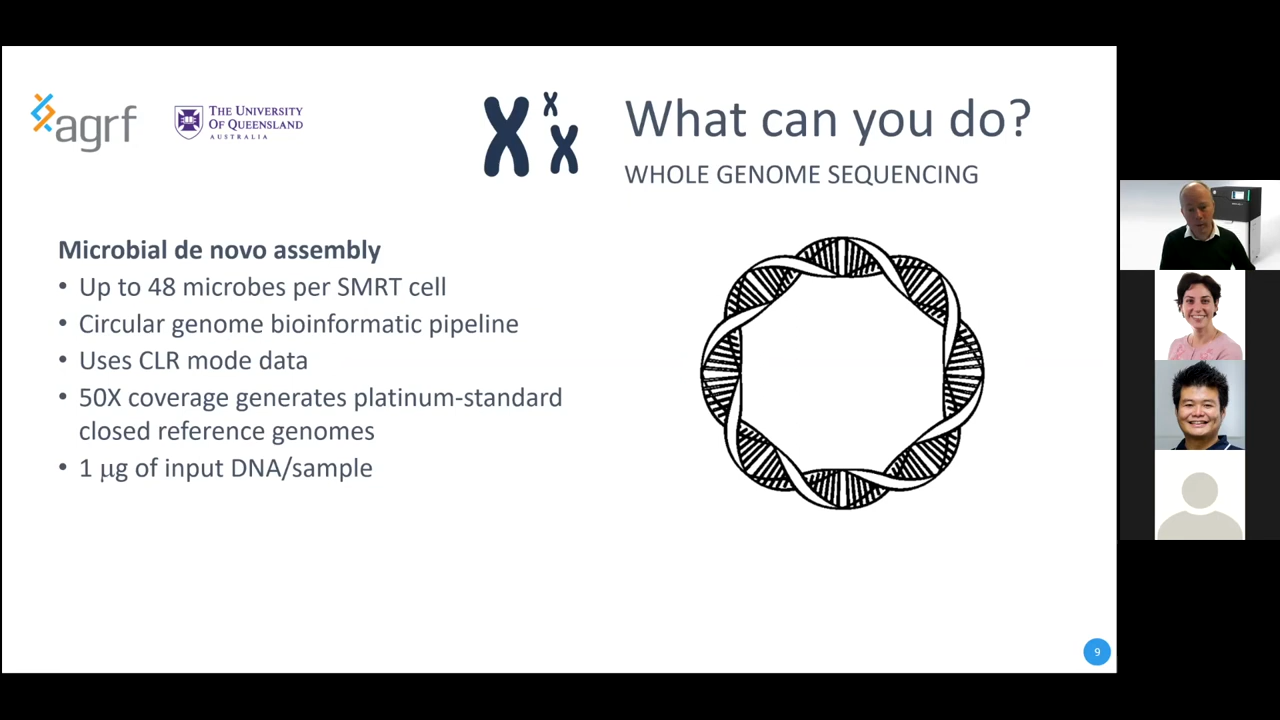 agrf
THE UNIVERSITY
OF QUEENSLAND
AUSTRALIA
What can you do?
WHOLE GENOME SEQUENCING
Microbial de novo assembly
• Up to 48 microbes per SMRT cell
• Circular genome bioinformatic pipeline
• Uses CLR mode data
• 50X coverage generates platinum-standard
closed reference genomes
• 1 μg of input DNA/sample
9